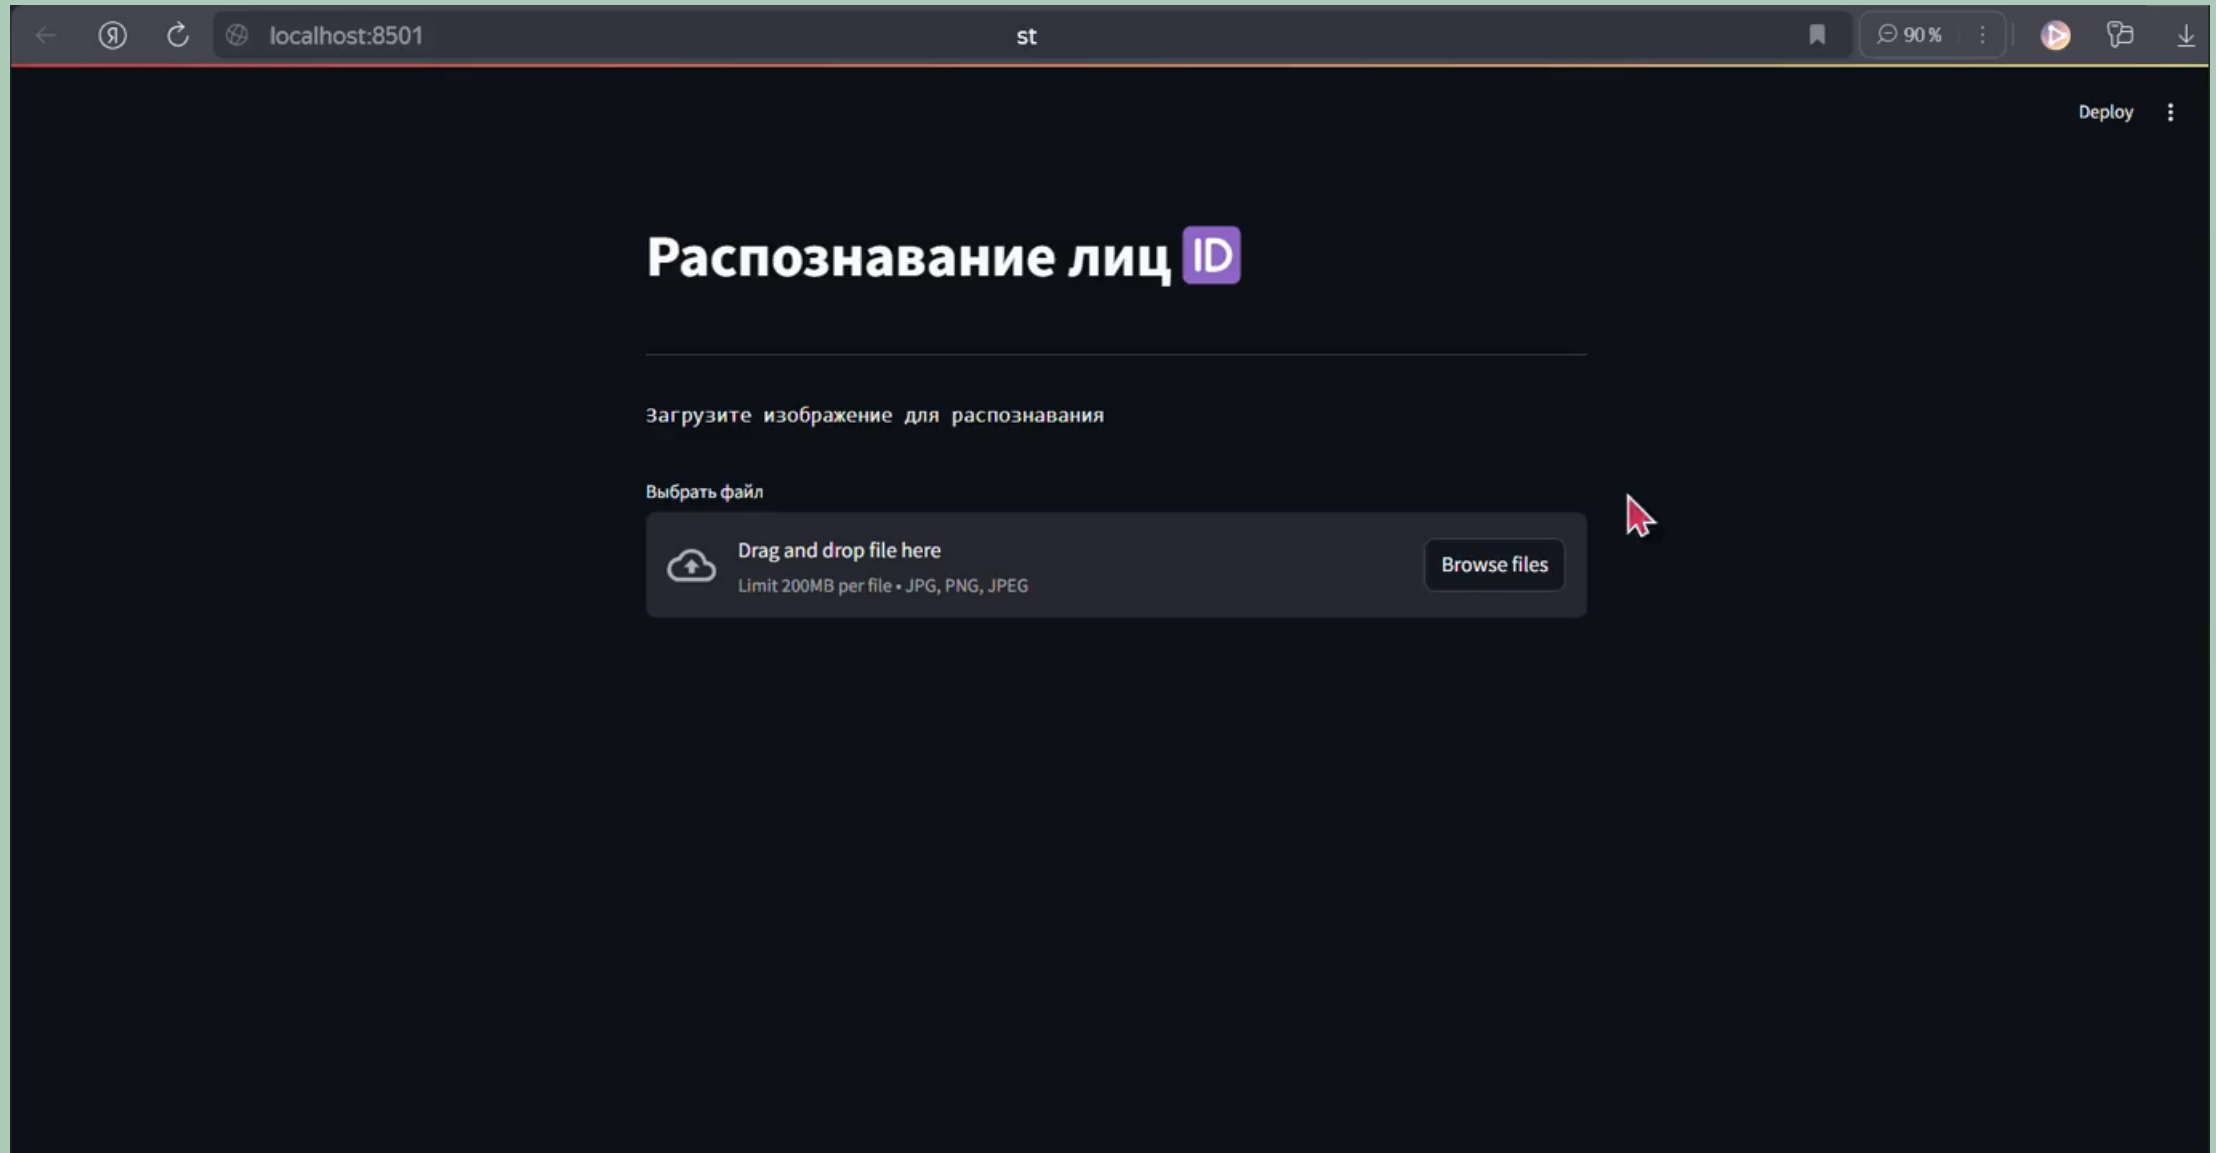 Я localhost:8501 st 90 %
Deploy
Распознавание лиц ID
Загрузите изображение для распознавания
Выбрать файл
Drag and drop file here
Limit 200MB per file • JPG, PNG, JPEG
Browse files